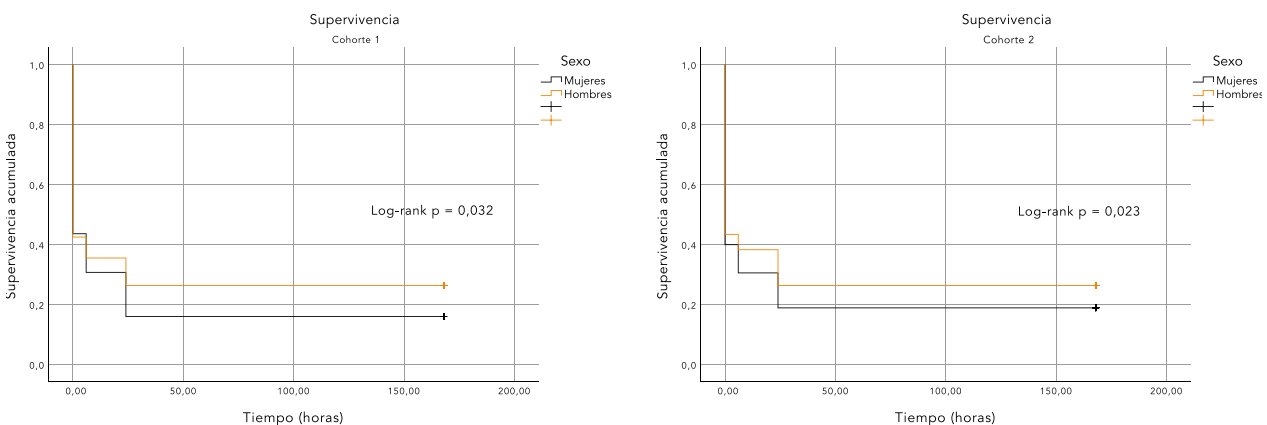 Supervivencia
Cohorte 1
Sexo
Mujeres
Hombres
Supervivencia acumulada
1,0
0,8
0,6
0,4
0,2
0,0
Log-rank p = 0,032
0,00 50,00 100,00 150,00 200,00
Tiempo (horas)
Supervivencia
Cohorte 2
Sexo
Mujeres
Hombres
Supervivencia acumulada
1,0
0,8
0,6
0,4
0,2
0,0
Log-rank p = 0,023
0,00 50,00 100,00 150,00 200,00
Tiempo (horas)